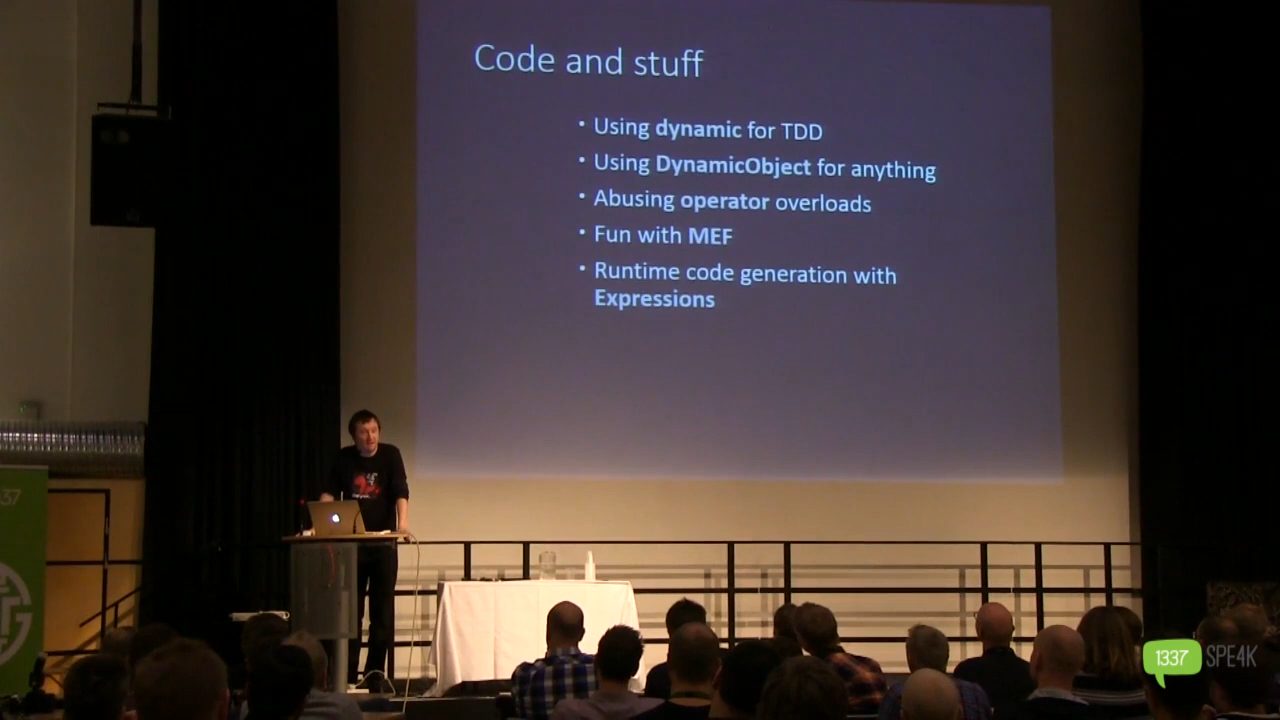 Code and stuff
• Using dynamic for TDD
• Using DynamicObject for anything
• Abusing operator overloads
• Fun with MEF
• Runtime code generation with
Expressions
1337 SPE4K